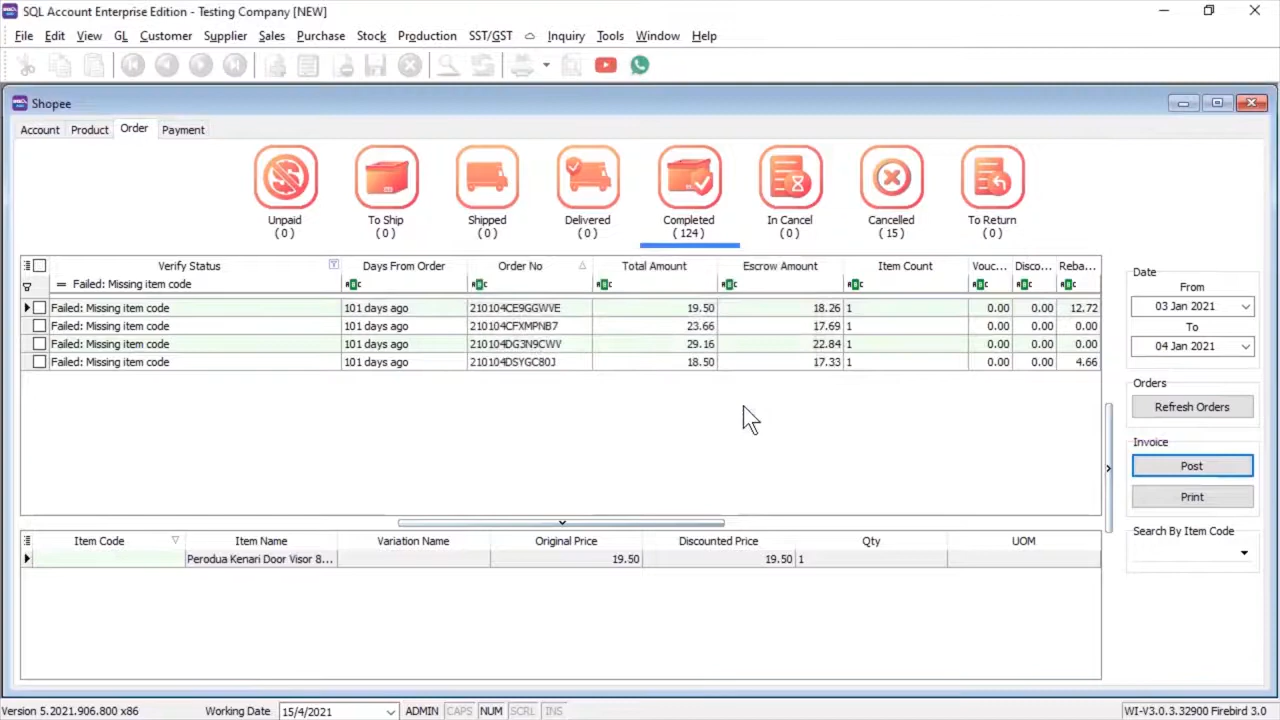 SQL Account Enterprise Edition - Testing Company [NEW]
File Edit View GL Customer Supplier Sales Purchase Stock Production SST/GST Inquiry Tools Window Help
Shopee
Account Product Order Payment
Unpaid To Ship Shipped Delivered Completed In Cancel Cancelled To Return
( 0 ) ( 0 ) ( 0 ) ( 0 ) ( 124 ) ( 0 ) ( 15 ) ( 0 )
Verify Status Days From Order Order No Total Amount Escrow Amount Item Count Vouc... Disco... Reba...
= Failed: Missing item code
Failed: Missing item code 101 days ago 210104CE9GGWVE 19.50 18.26 1 0.00 0.00 12.72
Failed: Missing item code 101 days ago 210104CFXMPNB7 23.66 17.69 1 0.00 0.00 0.00
Failed: Missing item code 101 days ago 210104DG3N9CWV 29.16 22.84 1 0.00 0.00 0.00
Failed: Missing item code 101 days ago 210104DSYGC80J 18.50 17.33 1 0.00 0.00 4.66
Date
From
03 Jan 2021
To
04 Jan 2021
Orders
Refresh Orders
Invoice
Post
Print
Search By Item Code
Item Code Item Name Variation Name Original Price Discounted Price Qty UOM
Perodua Kenari Door Visor 8... 19.50 19.50 1
Version 5.2021.906.800 x86 Working Date 15/4/2021 ADMIN CAPS NUM SCRL INS WI-V3.0.3.32900 Firebird 3.0